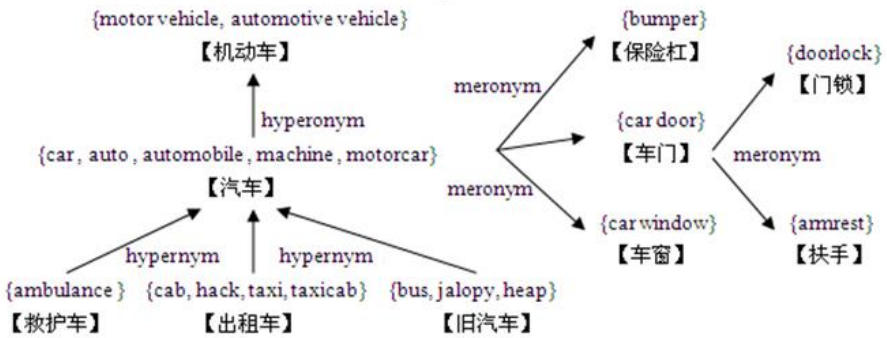 {motor vehicle, automotive vehicle}
【机动车】
hyperonym
{car, auto, automobile, machine, motorcar}
【汽车】
hypernym
hypernym
{ambulance}
【救护车】
{cab, hack, taxi, taxicab}
【出租车】
{bus, jalopy, heap}
【旧汽车】
meronym
meronym
{bumper}
【保险杠】
{car door}
【车门】
{car window}
【车窗】
meronym
{doorlock}
【门锁】
{armrest}
【扶手】